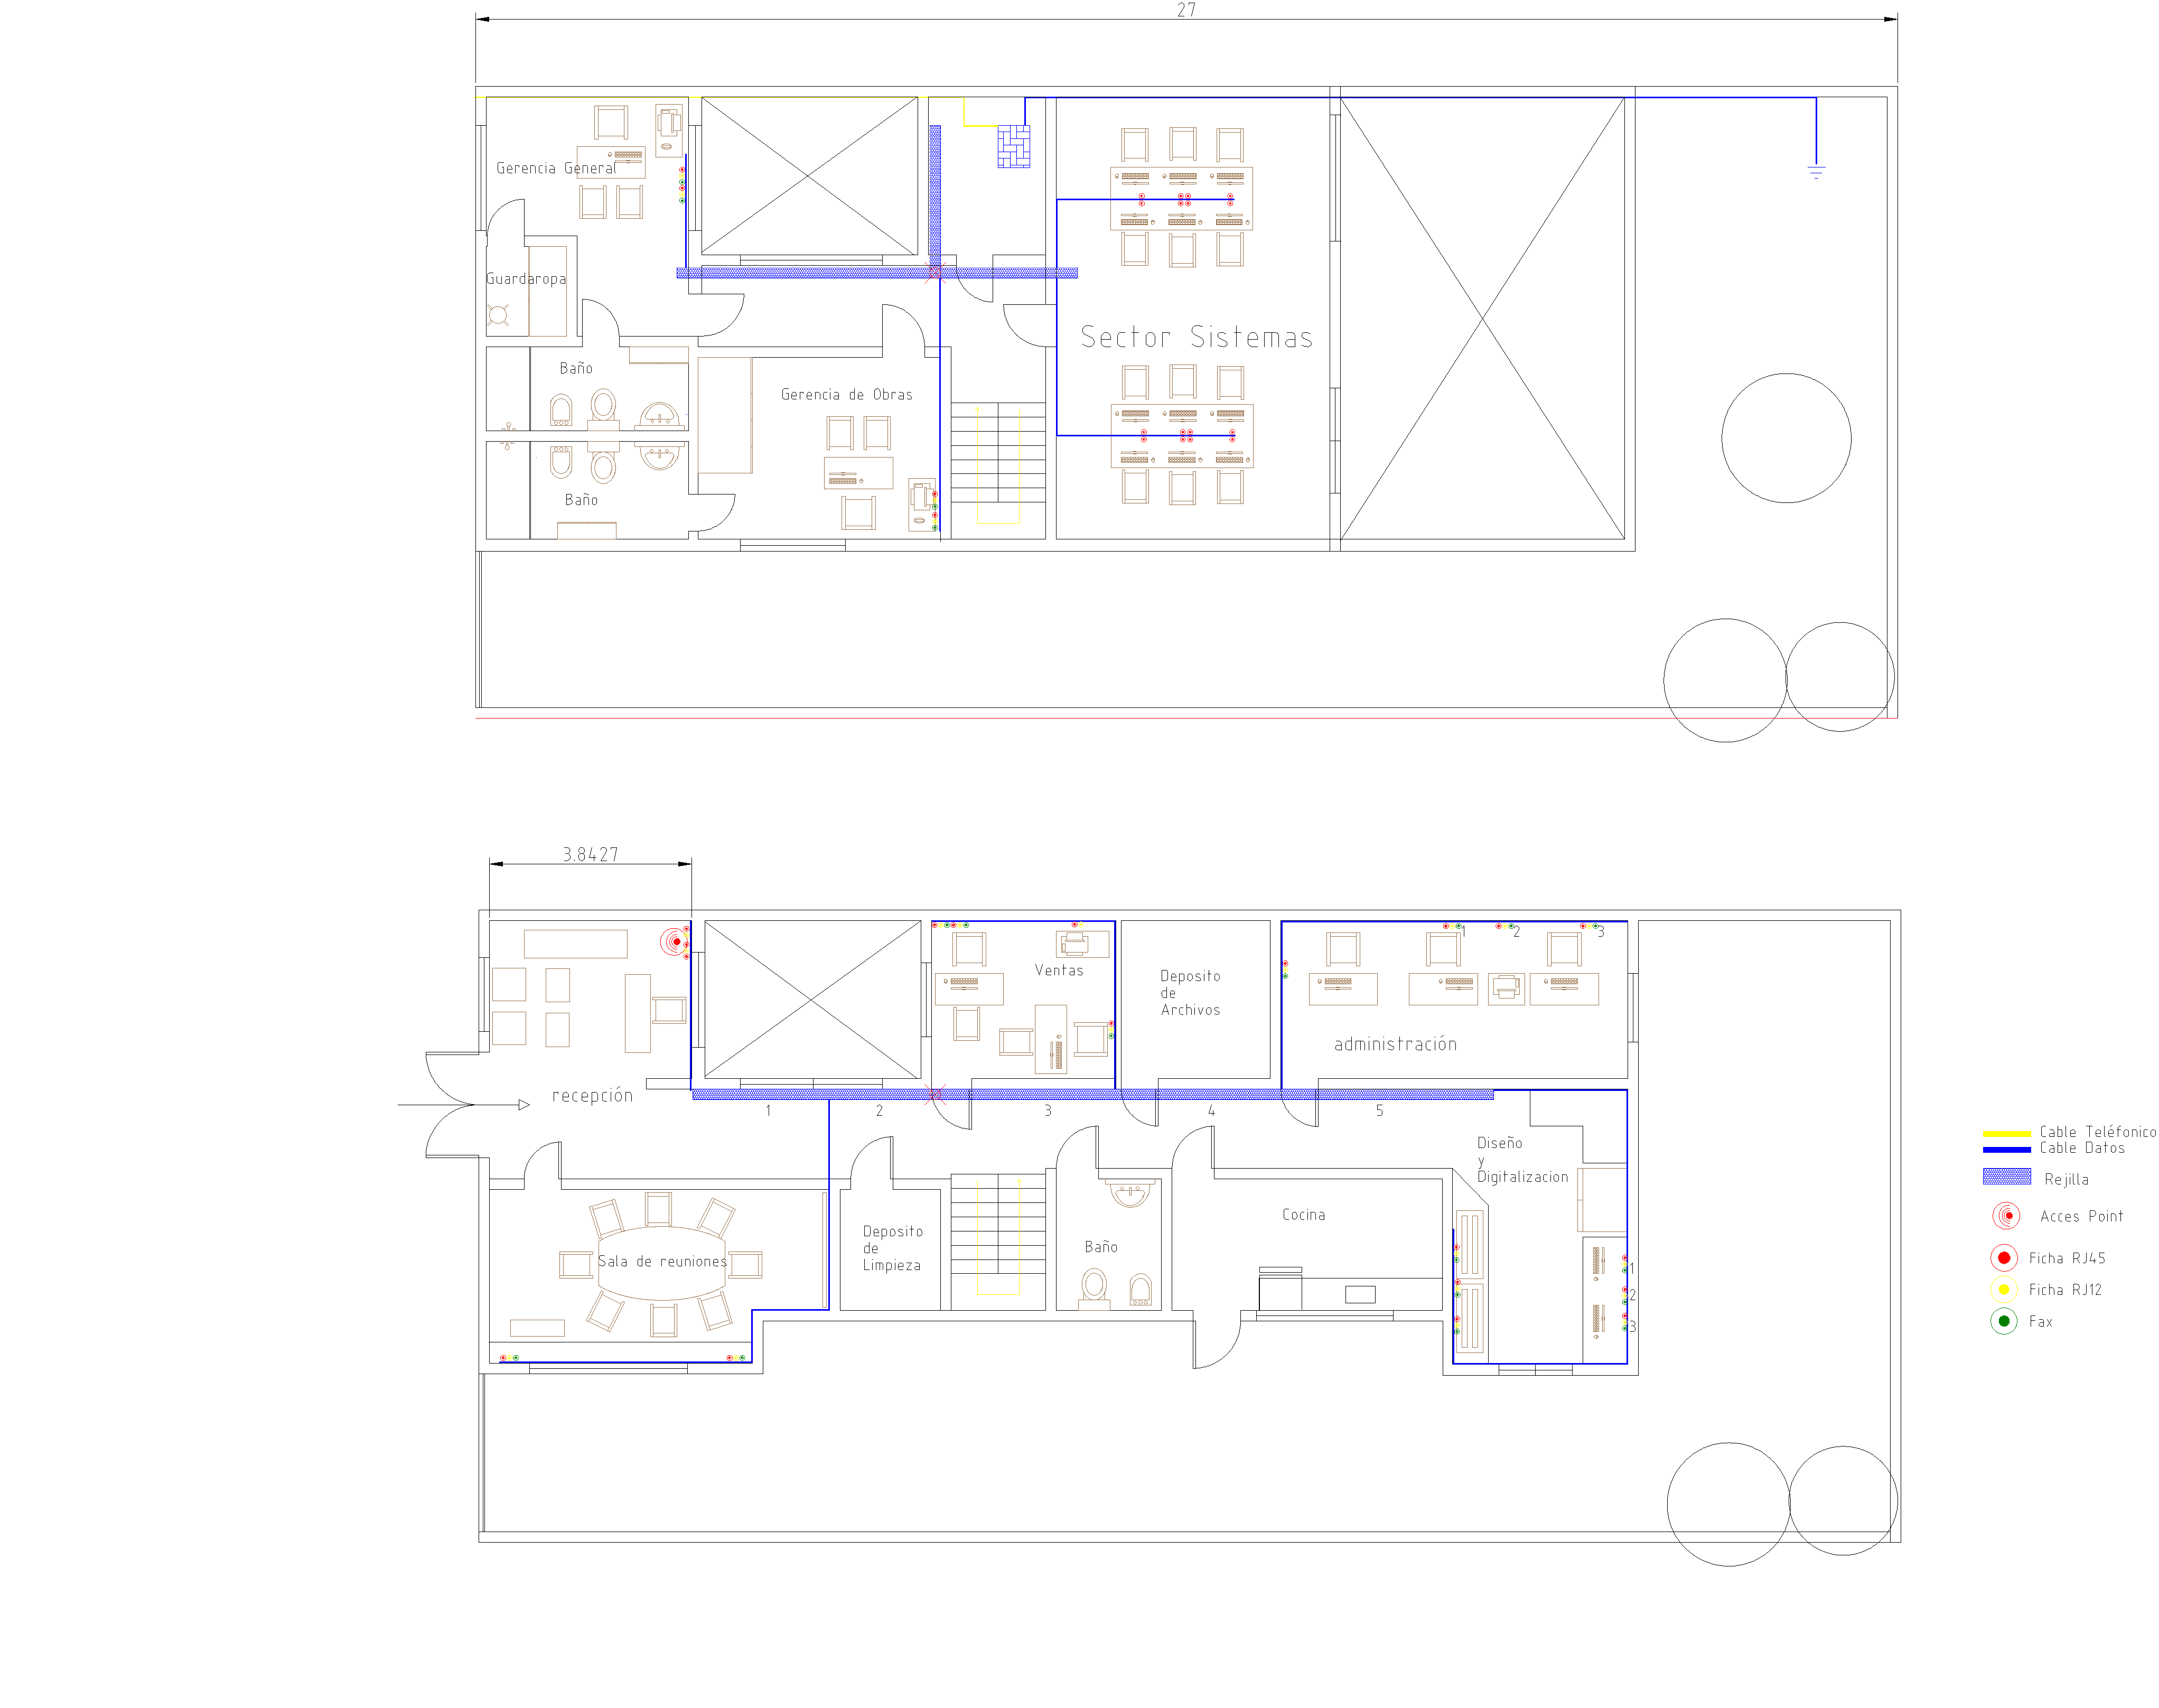 27
Gerencia General
Guardaropa
Sector Sistemas
Baño
Gerencia de Obras
Baño
3.8427
1
2
3
Ventas
Deposito
de
Archivos
administración
recepción
1
2
3
4
5
Diseño
y
Digitalizacion
Cable Teléfonico
Cable Datos
Rejilla
Cocina
Acces Point
Deposito
de
Limpieza
Baño
Sala de reuniones
Ficha RJ45
1
Ficha RJ12
2
Fax
3